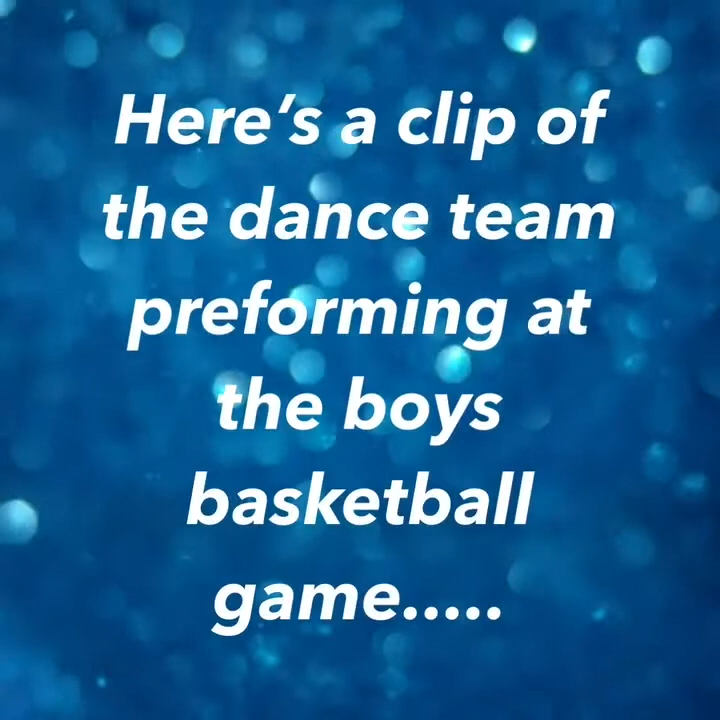 Here’s a clip of
the dance team
preforming at
the boys
basketball
game.....